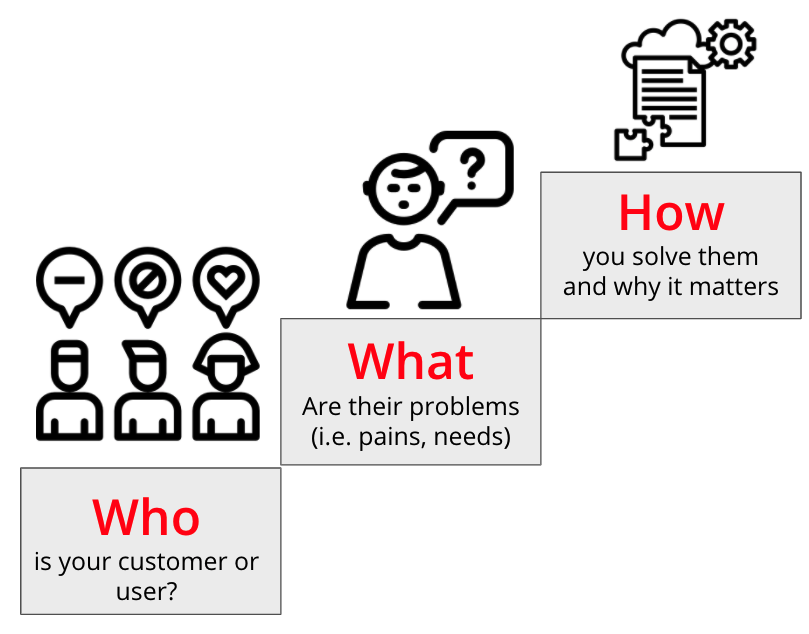 Who
is your customer or
user?
What
Are their problems
(i.e. pains, needs)
?
How
you solve them
and why it matters